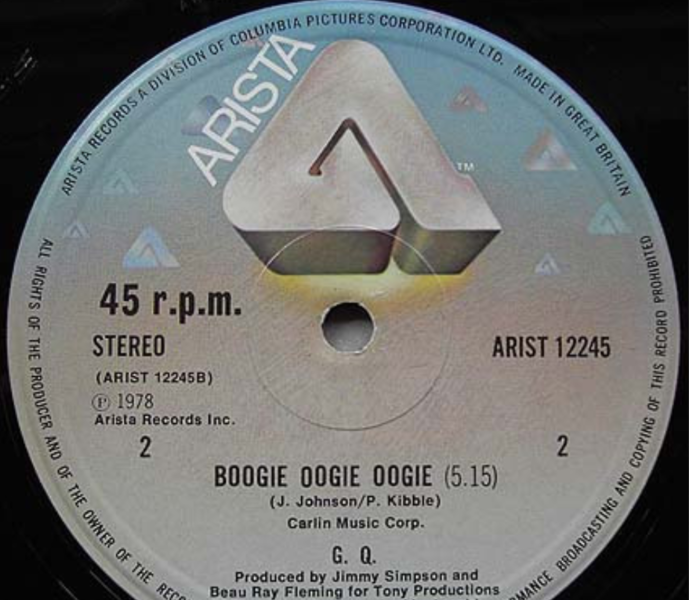 ARISTA RECORDS A DIVISION OF COLUMBIA PICTURES CORPORATION LTD. MADE IN GREAT BRITAIN
ARISTA
TM
45 r.p.m.
STEREO
ARIST 12245
(ARIST 12245B)
Ⓟ 1978
Arista Records Inc.
2
2
BOOGIE OOGIE OOGIE (5.15)
(J. Johnson/P. Kibble)
Carlin Music Corp.
G. Q.
Produced by Jimmy Simpson and
Beau Ray Fleming for Tony Productions
ALL RIGHTS OF THE PRODUCER AND OF THE OWNER OF THE
BROADCASTING AND COPYING OF THIS RECORD PROHIBITED